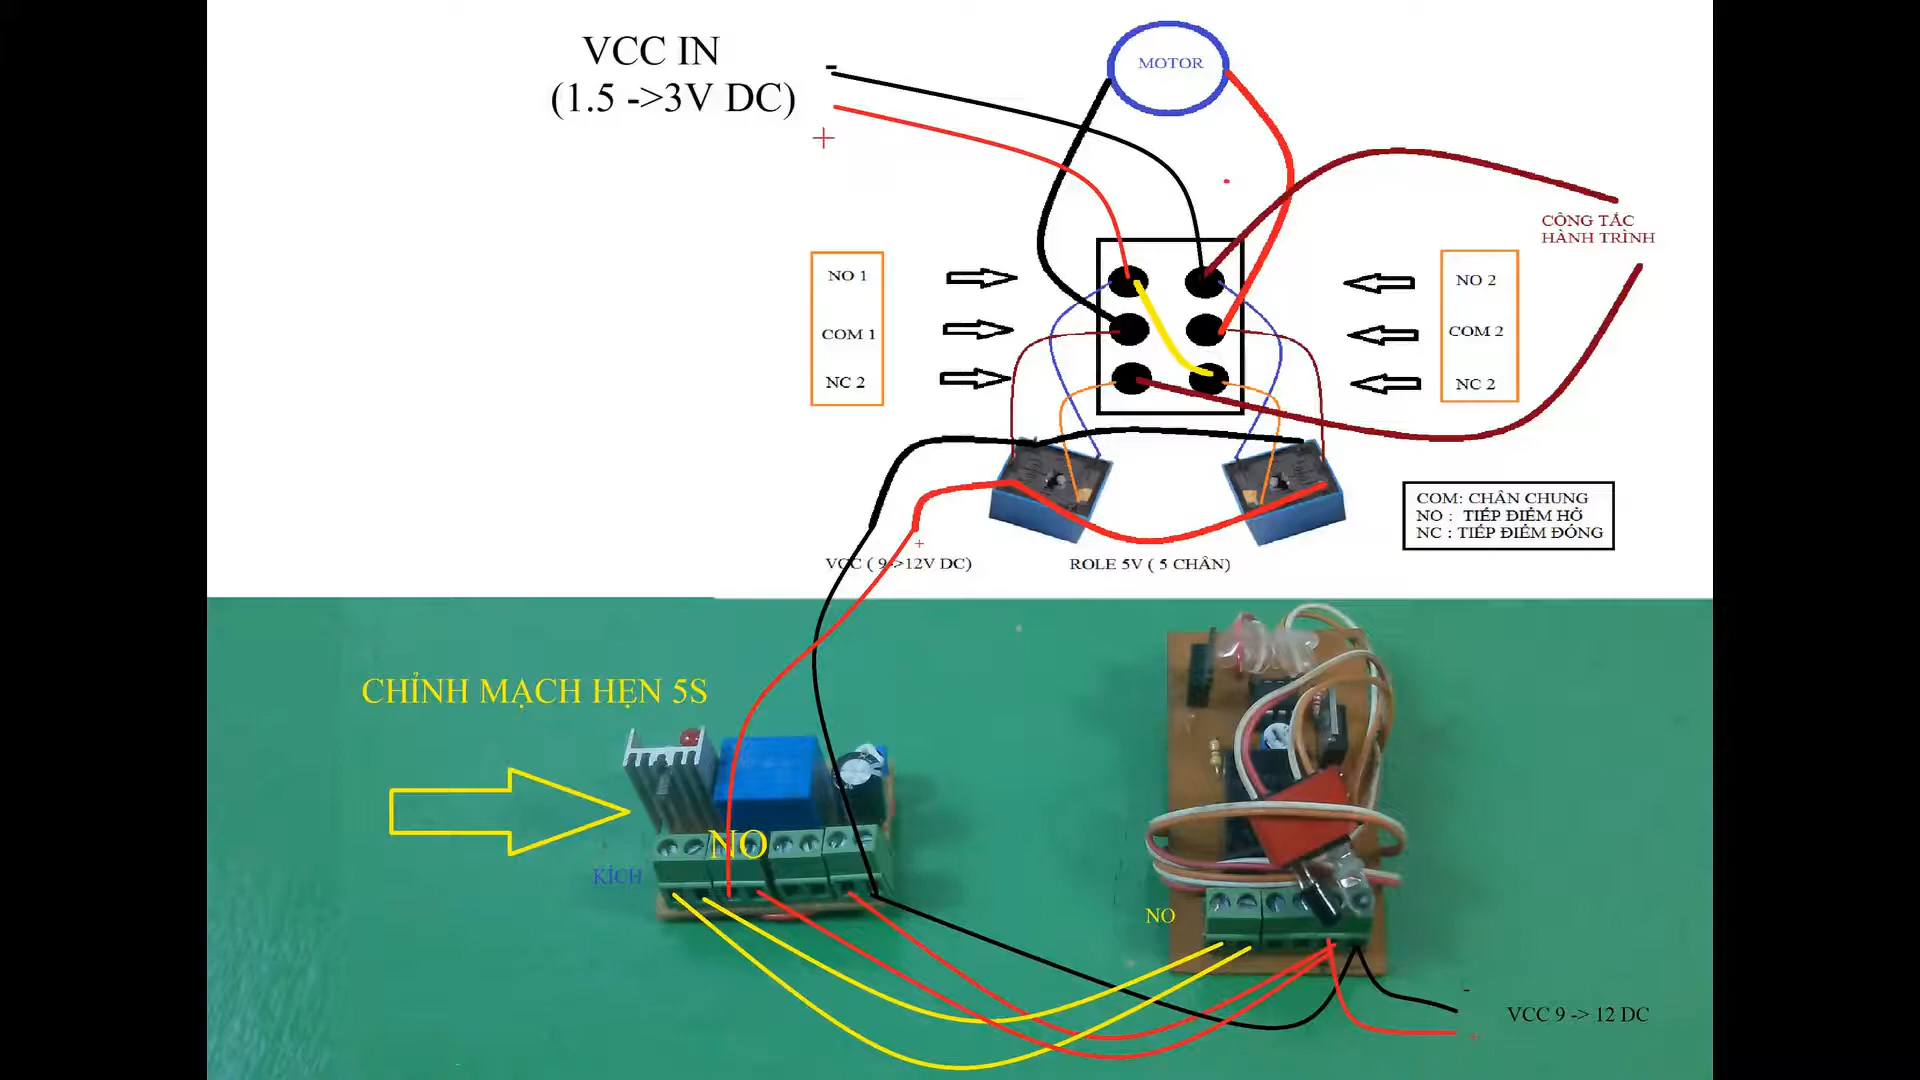 VCC IN
(1.5 ->3V DC)
-
+
MOTOR
CÔNG TẮC
HÀNH TRÌNH
NO 1
COM 1
NC 2
NO 2
COM 2
NC 2
COM: CHÂN CHUNG
NO : TIẾP ĐIỂM HỞ
NC : TIẾP ĐIỂM ĐÓNG
+
VCC ( 9->12V DC)
ROLE 5V ( 5 CHÂN)
CHỈNH MẠCH HẸN 5S
NO
KÍCH
NO
-
VCC 9 -> 12 DC
+